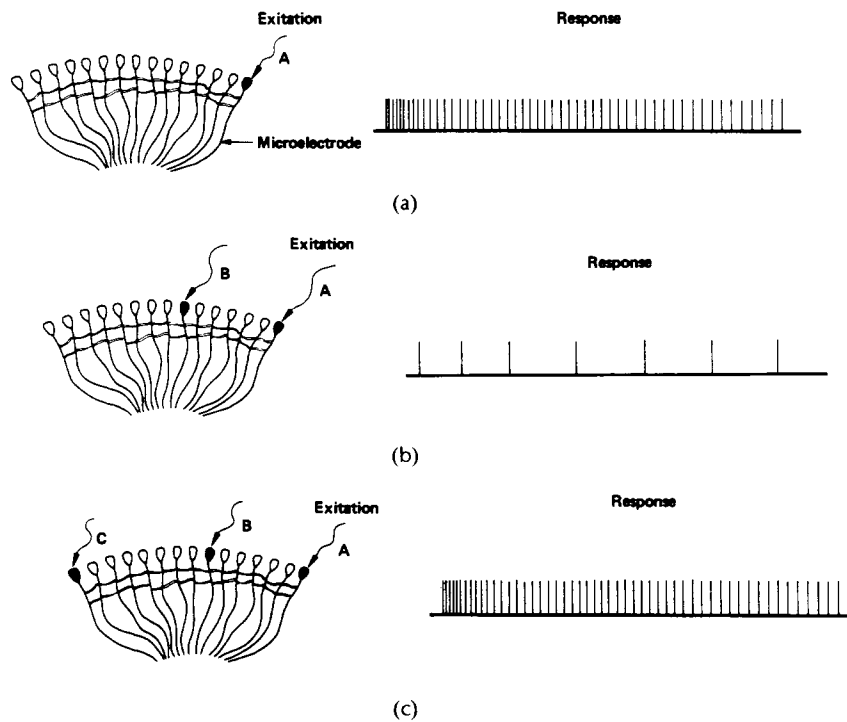 Exitation
Response
A
Microelectrode
(a)
Exitation
B
Response
A
(b)
Response
Exitation
C
B
A
(c)